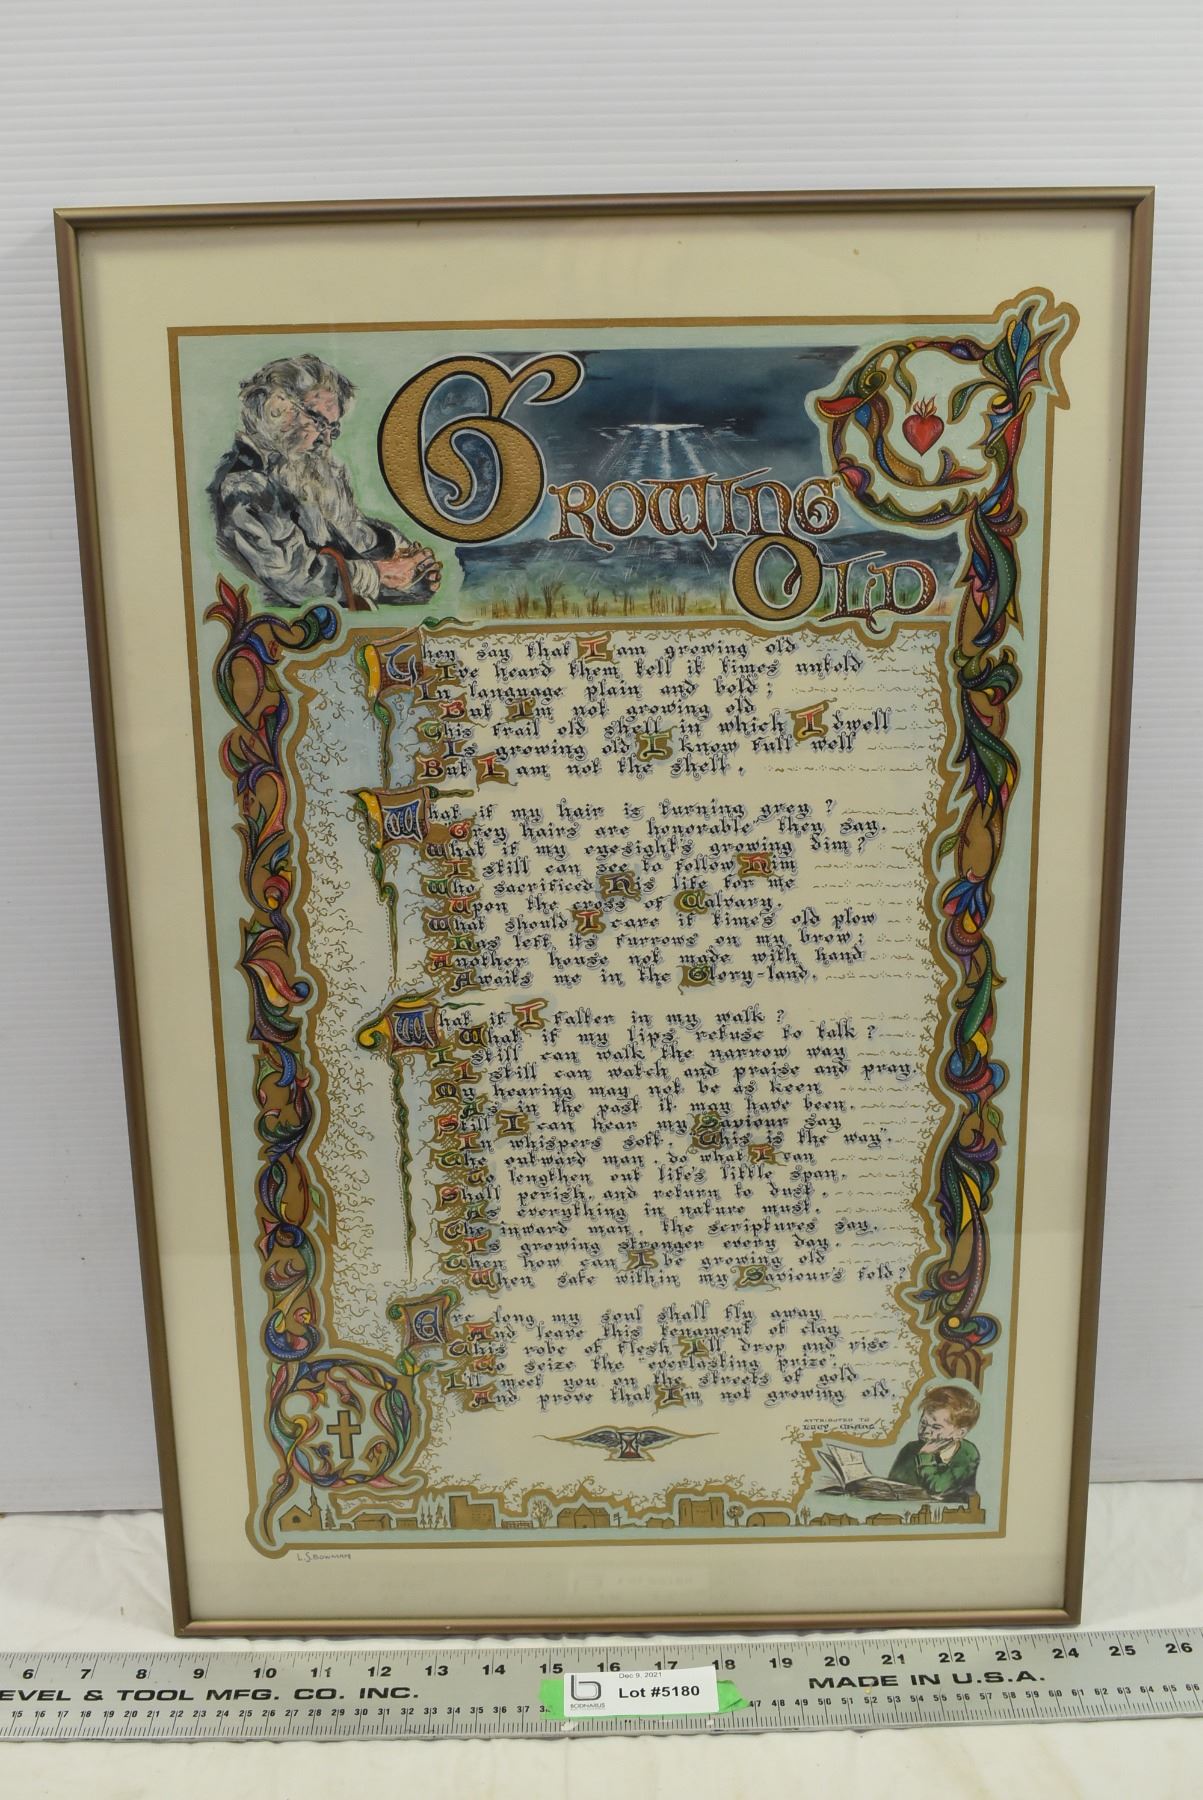 Growing
Old
They say that I am growing old
I've heard them tell it times untold
In language plain and bold;
But I'm not growing old
This frail old shell in which I dwell
Is growing old I know full well
But I am not the shell.
What if my hair is turning grey?
"Grey hairs are honorable" they say.
What if my eyesight's growing dim?
I still can see to follow Him
Who sacrificed His life for me
Upon the cross of Calvary.
What should I care if time's old plow
Has left its furrows on my brow;
Another house not made with hand
Awaits me in the Glory-land.
What if I falter in my walk?
What if my lips refuse to talk?
I still can walk the narrow way
I still can watch and praise and pray.
My hearing may not be as keen
As in the past it may have been.
Still I can hear my Saviour say
In whispers soft, "This is the way".
The outward man, do what I can
To lengthen out life's little span,
Shall perish, and return to dust,
As everything in nature must.
The inward man, the scriptures say,
Is growing stronger every day.
When how can I be growing old
When safe within my Saviour's fold?
Ere long my soul shall fly away
And leave this tenament of clay
This robe of flesh I'll drop and rise
To seize the "everlasting prize".
I'll meet you on the streets of gold
And prove that I'm not growing old.
ATTRIBUTED TO
L.S. BOWMAN
6 7 8 9 10 11 12 13 14 15 16 17 18 19 20 21 22 23 24 25 26
EVEL & TOOL MFG. CO. INC.
MADE IN U.S.A.
Dec 9, 2021
b
BODNARUS
Lot #5180